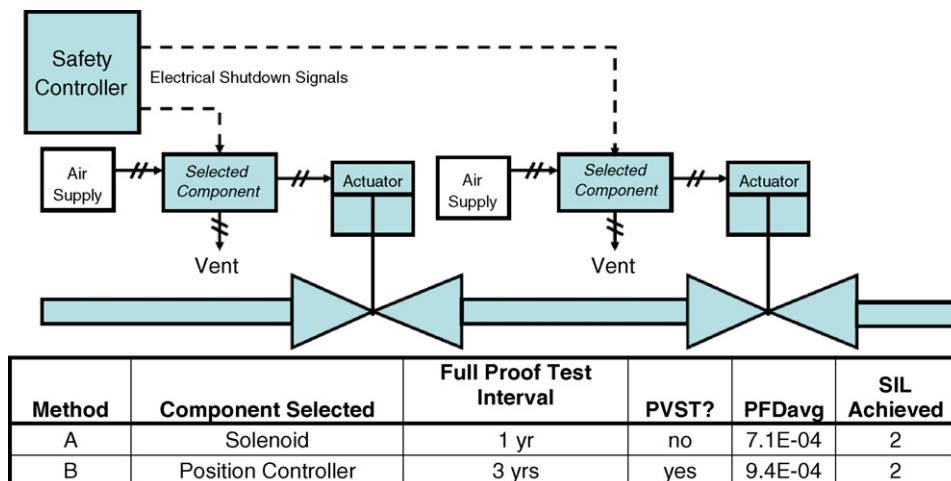 Safety
Controller
Electrical Shutdown Signals
Air
Supply
Selected
Component
Actuator
Air
Supply
Selected
Component
Actuator
Vent
Vent
Method Component Selected Full Proof Test Interval PVST? PFDavg SIL Achieved
A Solenoid 1 yr no 7.1E-04 2
B Position Controller 3 yrs yes 9.4E-04 2